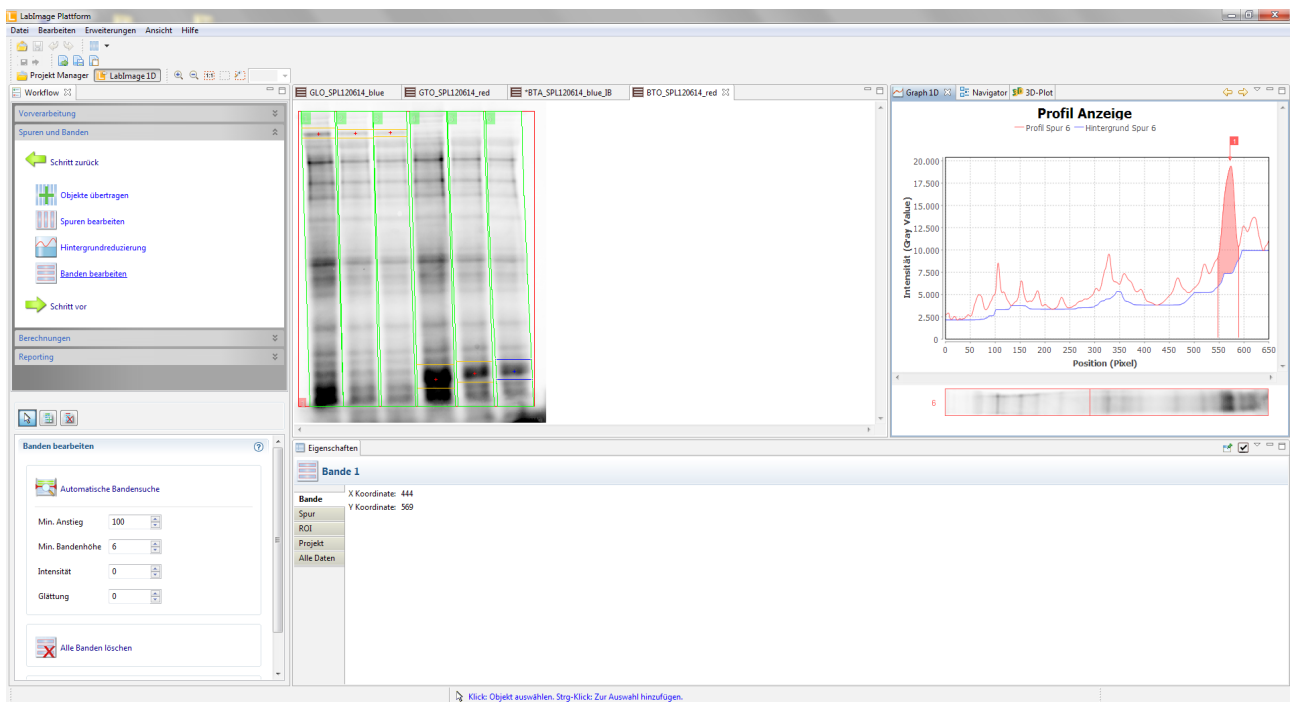 LabImage Plattform
Datei Bearbeiten Erweiterungen Ansicht Hilfe
Projekt Manager LabImage 1D
Workflow
Vorverarbeitung
Spuren und Banden
Schritt zurück
Objekte übertragen
Spuren bearbeiten
Hintergrundreduzierung
Banden bearbeiten
Schritt vor
Berechnungen
Reporting
Banden bearbeiten
Automatische Bandensuche
Min. Anstieg 100
Min. Bandenhöhe 6
Intensität 0
Glättung 0
Alle Banden löschen
GLO_SPL120614_blue GTO_SPL120614_red *BTA_SPL120614_blue_JB BTO_SPL120614_red
Graph 1D Navigator 3D-Plot
Profil Anzeige
Profil Spur 6 Hintergrund Spur 6
1
Intensität (Gray Value)
20.000
17.500
15.000
12.500
10.000
7.500
5.000
2.500
0
0 50 100 150 200 250 300 350 400 450 500 550 600 650
Position (Pixel)
6
Eigenschaften
Bande 1
Bande
Spur
ROI
Projekt
Alle Daten
X Koordinate: 444
Y Koordinate: 569
Klick: Objekt auswählen. Strg-Klick: Zur Auswahl hinzufügen.